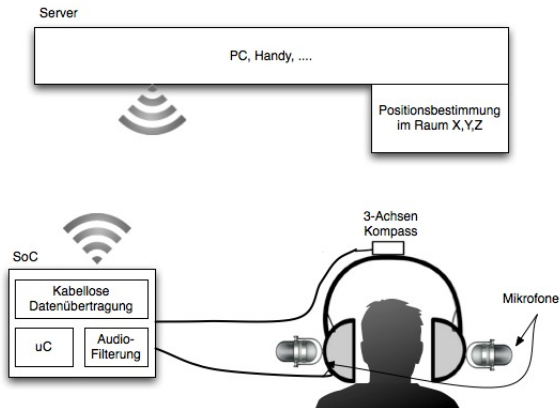 Server
PC, Handy, ....
Positionsbestimmung
im Raum X,Y,Z
3-Achsen
Kompass
SoC
Kabellose
Datenübertragung
Mikrofone
uC
Audio-
Filterung